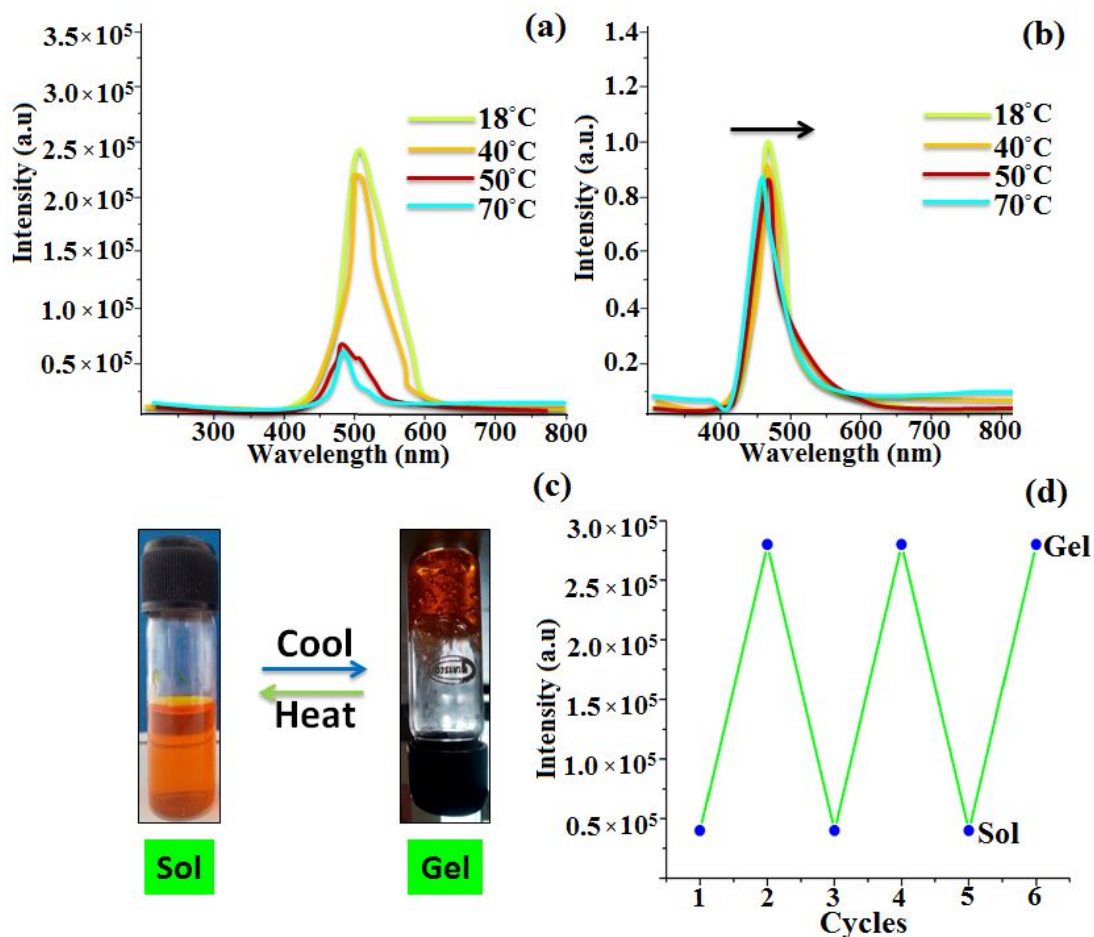 (a)
3.5×10⁵
3.0×10⁵
2.5×10⁵
2.0×10⁵
1.5×10⁵
1.0×10⁵
0.5×10⁵
Intensity (a.u)
18°C
40°C
50°C
70°C
300 400 500 600 700 800
Wavelength (nm)
(b)
1.4
1.2
1.0
0.8
0.6
0.4
0.2
Intensity (a.u.)
18°C
40°C
50°C
70°C
400 500 600 700 800
Wavelength (nm)
(c)
Cool
Heat
Sol
Gel
(d)
3.0×10⁵
2.5×10⁵
2.0×10⁵
1.5×10⁵
1.0×10⁵
0.5×10⁵
Intensity (a.u)
Gel
Sol
1 2 3 4 5 6
Cycles